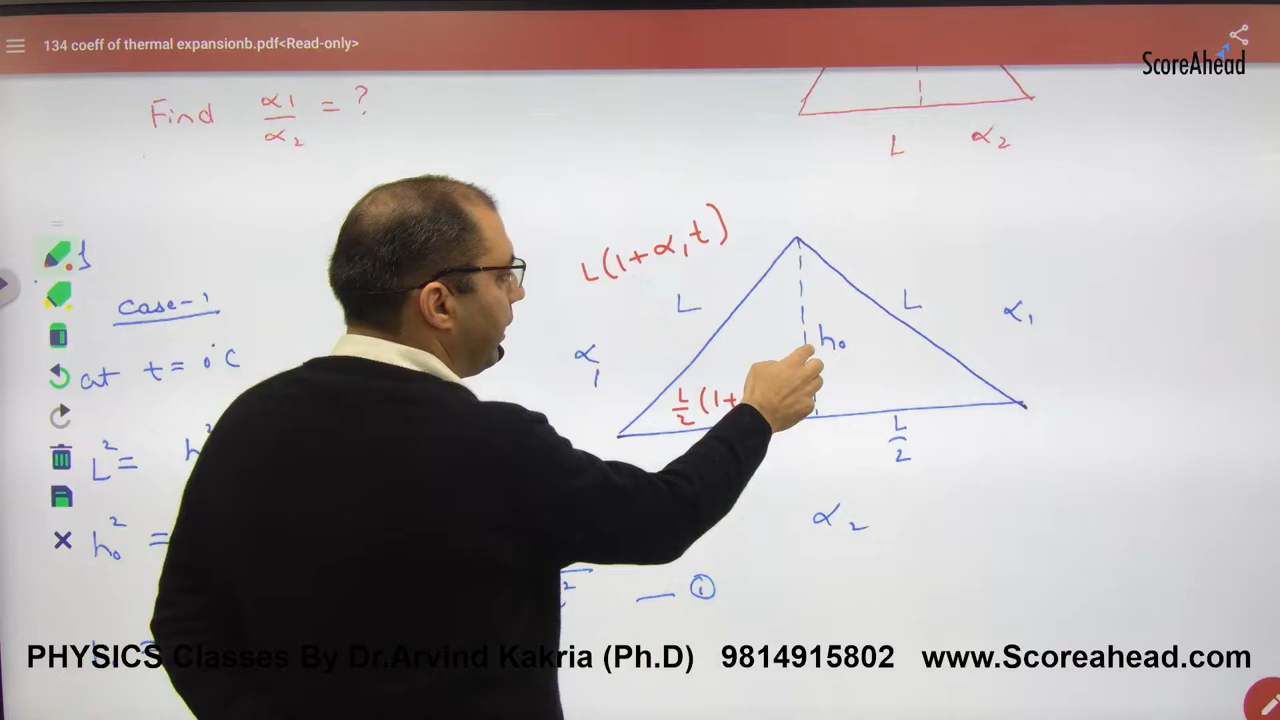 134 coeff of thermal expansionb.pdf<Read-only>
ScoreAhead
Find α1/α2 = ?
L α2
L(1+α1t)
Case-1
L L α1
h0
at t = 0°C
α1
L/2 (1+
L/2
L² = h²
α2
h0² =
— ①
PHYSICS Classes By Dr.Arvind Kakria (Ph.D) 9814915802 www.Scoreahead.com